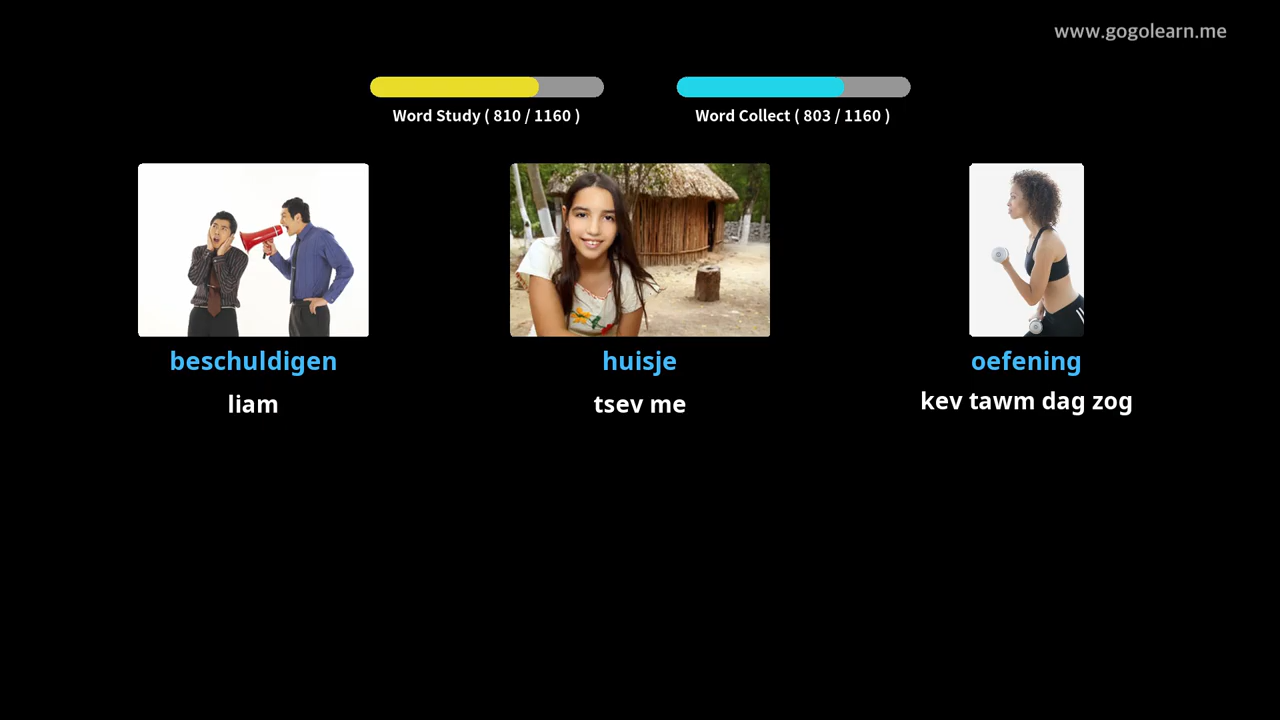 www.gogolearn.me
Word Study ( 810 / 1160 )
Word Collect ( 803 / 1160 )
beschuldigen
huisje
oefening
liam
tsev me
kev tawm dag zog